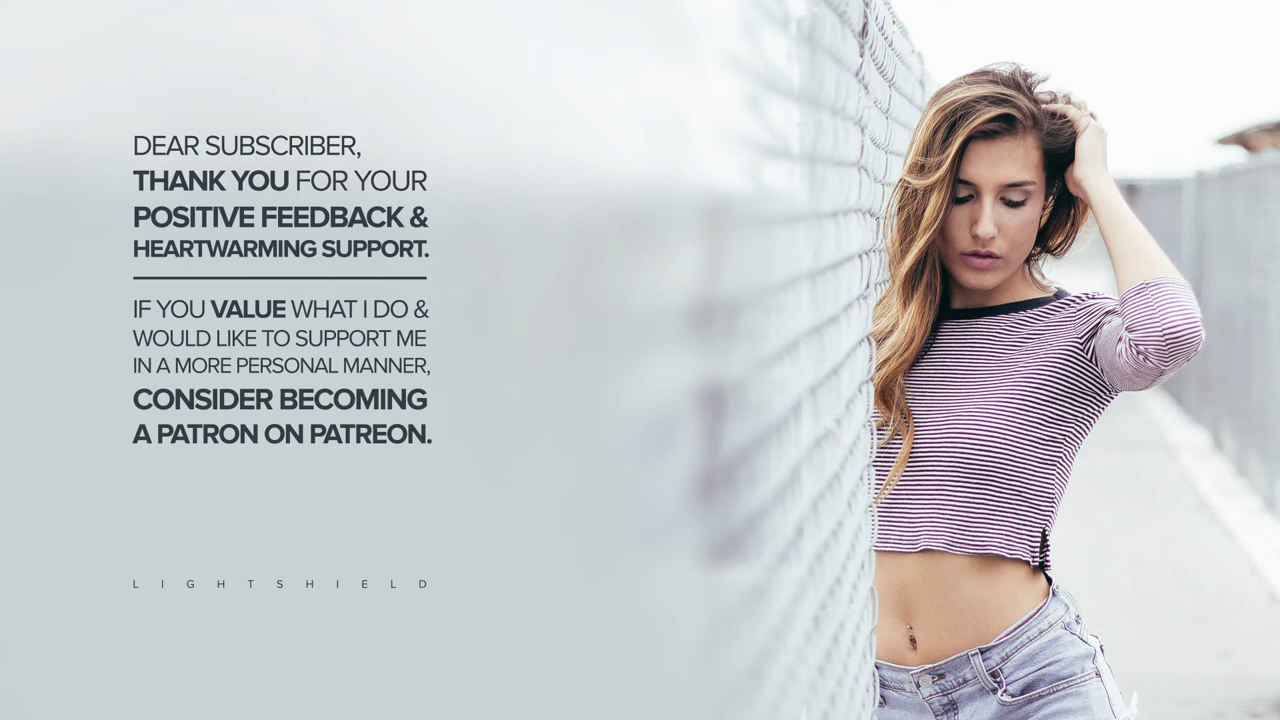 DEAR SUBSCRIBER,
THANK YOU FOR YOUR
POSITIVE FEEDBACK &
HEARTWARMING SUPPORT.
IF YOU VALUE WHAT I DO &
WOULD LIKE TO SUPPORT ME
IN A MORE PERSONAL MANNER,
CONSIDER BECOMING
A PATRON ON PATREON.
LIGHTSHIELD